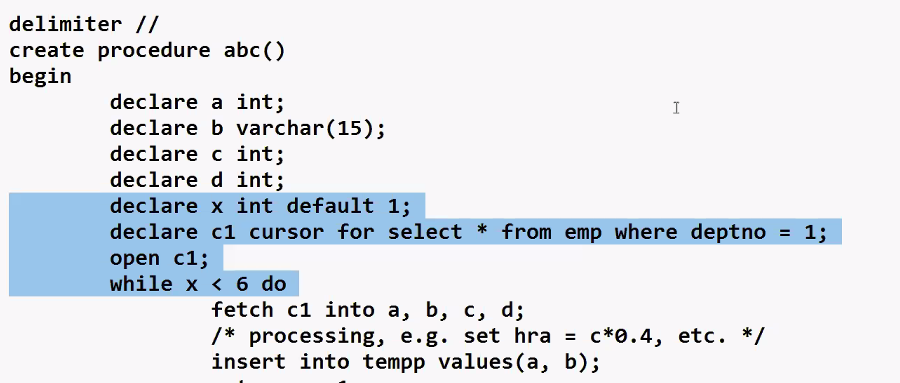 delimiter //
create procedure abc()
begin
declare a int;
declare b varchar(15);
declare c int;
declare d int;
declare x int default 1;
declare c1 cursor for select * from emp where deptno = 1;
open c1;
while x < 6 do
fetch c1 into a, b, c, d;
/* processing, e.g. set hra = c*0.4, etc. */
insert into tempp values(a, b);